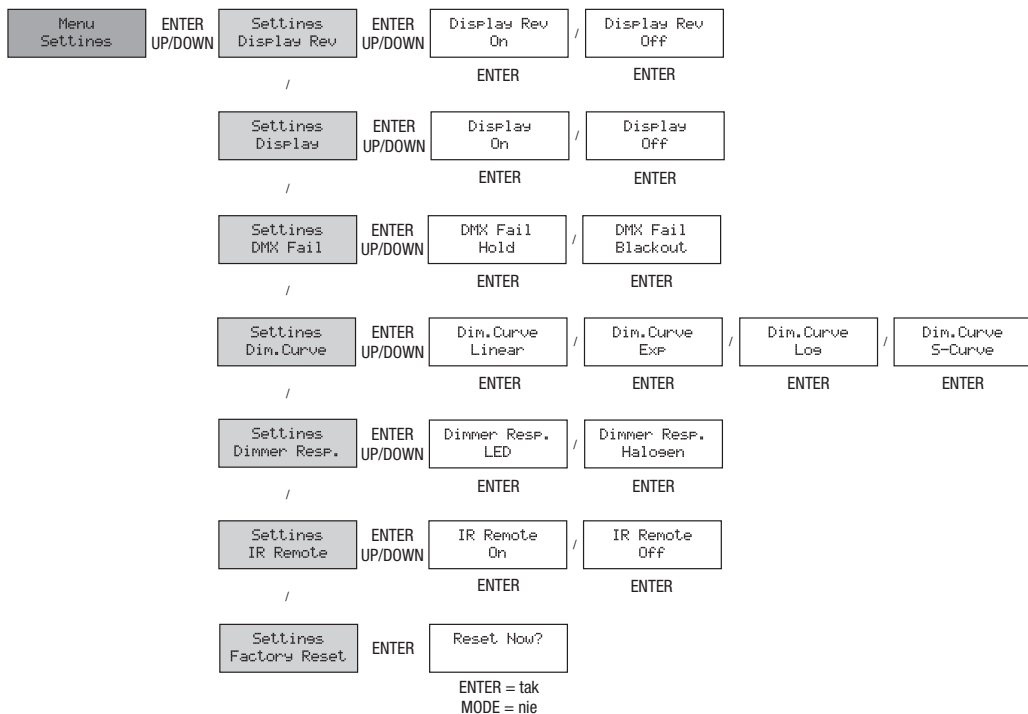 Menu
Settings
ENTER
UP/DOWN
Settings
Display Rev
ENTER
UP/DOWN
Display Rev
On
/
Display Rev
Off
ENTER
ENTER
/
Settings
Display
ENTER
UP/DOWN
Display
On
/
Display
Off
ENTER
ENTER
/
Settings
DMX Fail
ENTER
UP/DOWN
DMX Fail
Hold
/
DMX Fail
Blackout
ENTER
ENTER
/
Settings
Dim.Curve
ENTER
UP/DOWN
Dim.Curve
Linear
/
Dim.Curve
Exp
/
Dim.Curve
Log
/
Dim.Curve
S-Curve
ENTER
ENTER
ENTER
ENTER
/
Settings
Dimmer Resp.
ENTER
UP/DOWN
Dimmer Resp.
LED
/
Dimmer Resp.
Halogen
ENTER
ENTER
/
Settings
IR Remote
ENTER
UP/DOWN
IR Remote
On
/
IR Remote
Off
ENTER
ENTER
/
Settings
Factory Reset
ENTER
Reset Now?
ENTER = tak
MODE = nie